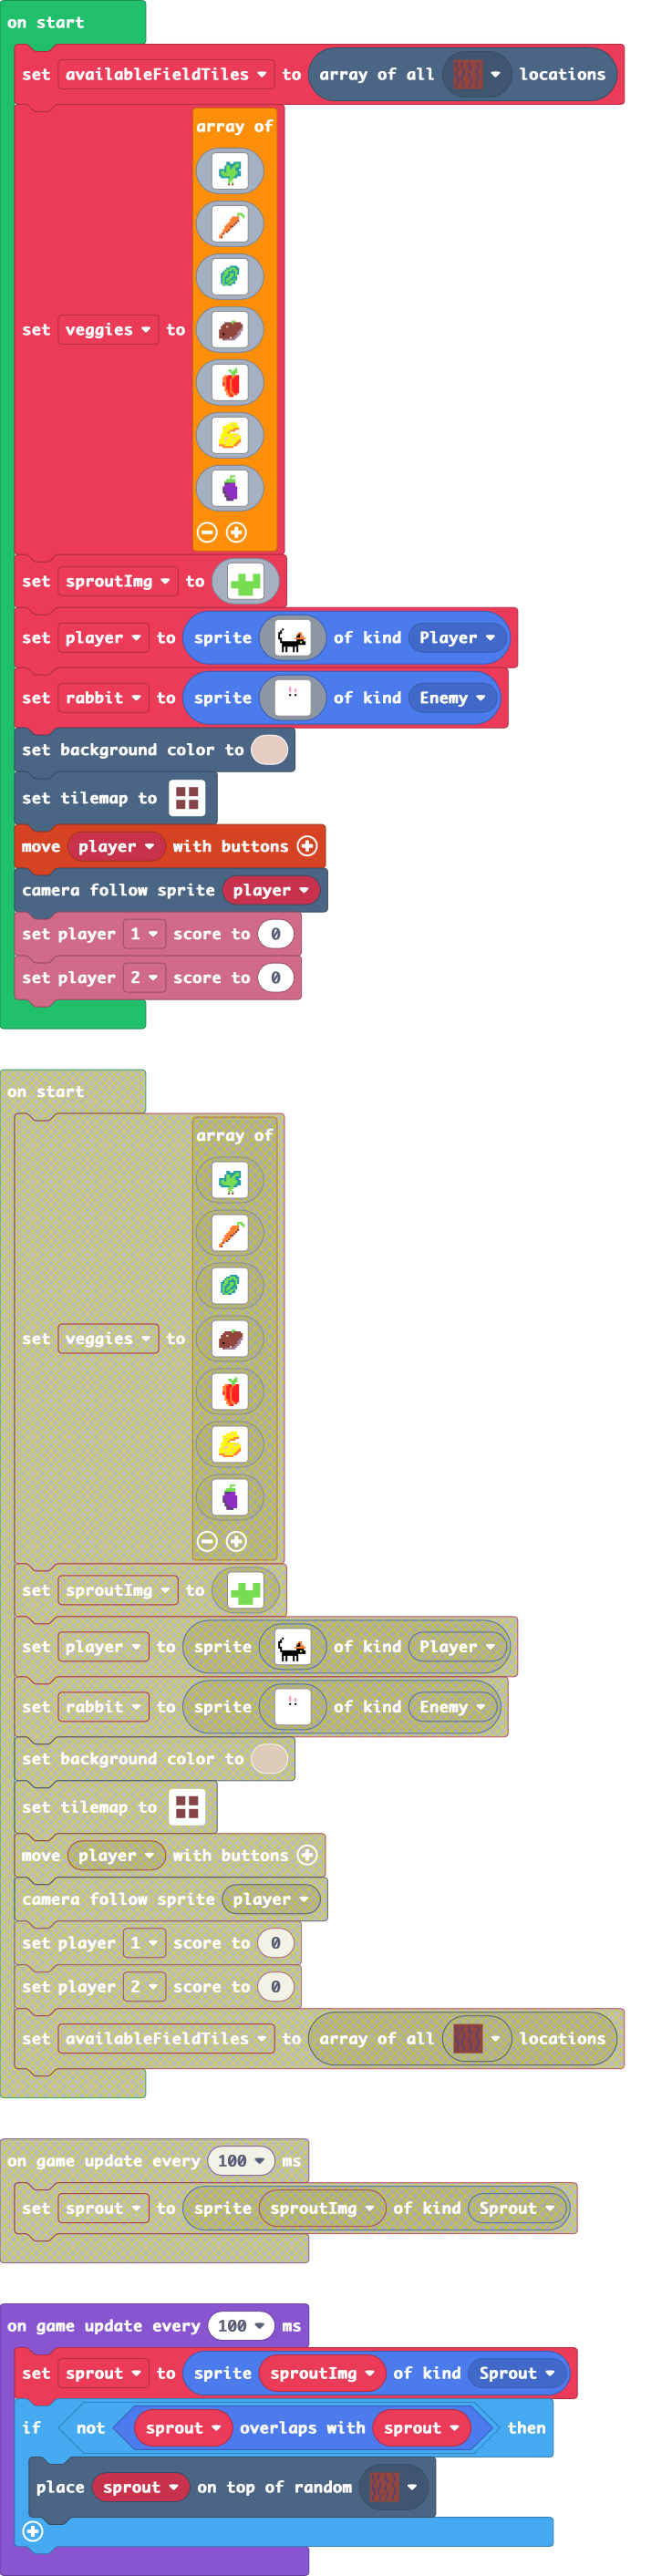 on start
set availableFieldTiles to array of all locations
array of
set veggies to
set sproutImg to
set player to sprite of kind Player
set rabbit to sprite of kind Enemy
set background color to
set tilemap to
move player with buttons
camera follow sprite player
set player 1 score to 0
set player 2 score to 0
on start
array of
set veggies to
set sproutImg to
set player to sprite of kind Player
set rabbit to sprite of kind Enemy
set background color to
set tilemap to
move player with buttons
camera follow sprite player
set player 1 score to 0
set player 2 score to 0
set availableFieldTiles to array of all locations
on game update every 100 ms
set sprout to sprite sproutImg of kind Sprout
on game update every 100 ms
set sprout to sprite sproutImg of kind Sprout
if not sprout overlaps with sprout then
place sprout on top of random